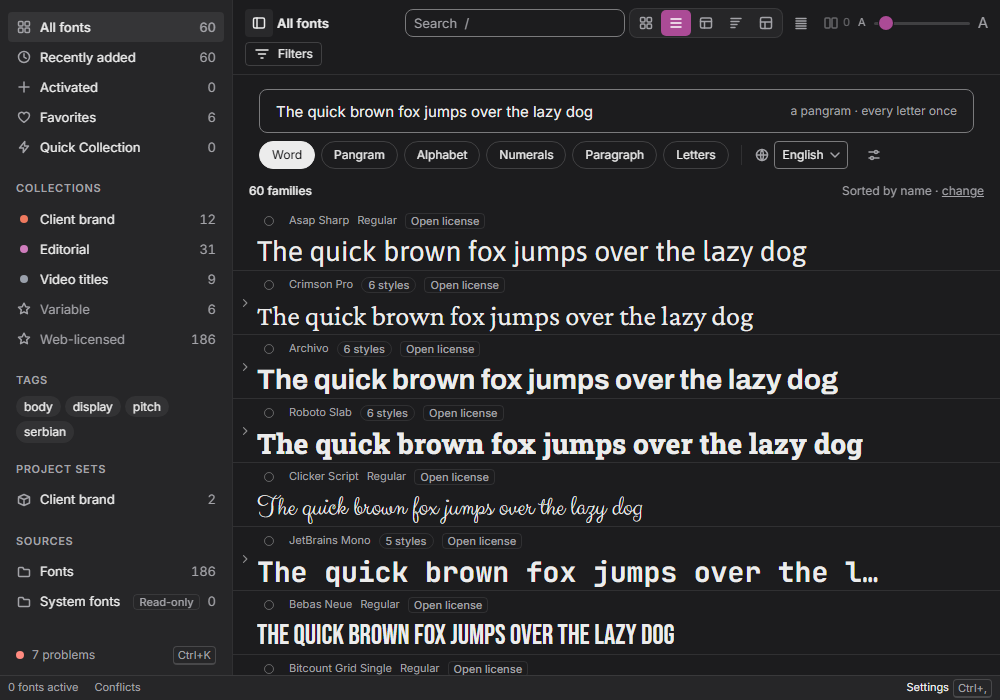 All fonts 60
Recently added 60
Activated 0
Favorites 6
Quick Collection 0
COLLECTIONS
Client brand 12
Editorial 31
Video titles 9
Variable 6
Web-licensed 186
TAGS
body display pitch
serbian
PROJECT SETS
Client brand 2
SOURCES
Fonts 186
System fonts Read-only 0
7 problems Ctrl+K
All fonts Search / 0 A A
Filters
The quick brown fox jumps over the lazy dog a pangram · every letter once
Word Pangram Alphabet Numerals Paragraph Letters English
60 families Sorted by name · change
Asap Sharp Regular Open license
The quick brown fox jumps over the lazy dog
Crimson Pro 6 styles Open license
The quick brown fox jumps over the lazy dog
Archivo 6 styles Open license
The quick brown fox jumps over the lazy dog
Roboto Slab 6 styles Open license
The quick brown fox jumps over the lazy dog
Clicker Script Regular Open license
The quick brown fox jumps over the lazy dog
JetBrains Mono 5 styles Open license
The quick brown fox jumps over the l…
Bebas Neue Regular Open license
THE QUICK BROWN FOX JUMPS OVER THE LAZY DOG
Bitcount Grid Single Regular Open license
0 fonts active Conflicts Settings Ctrl+,